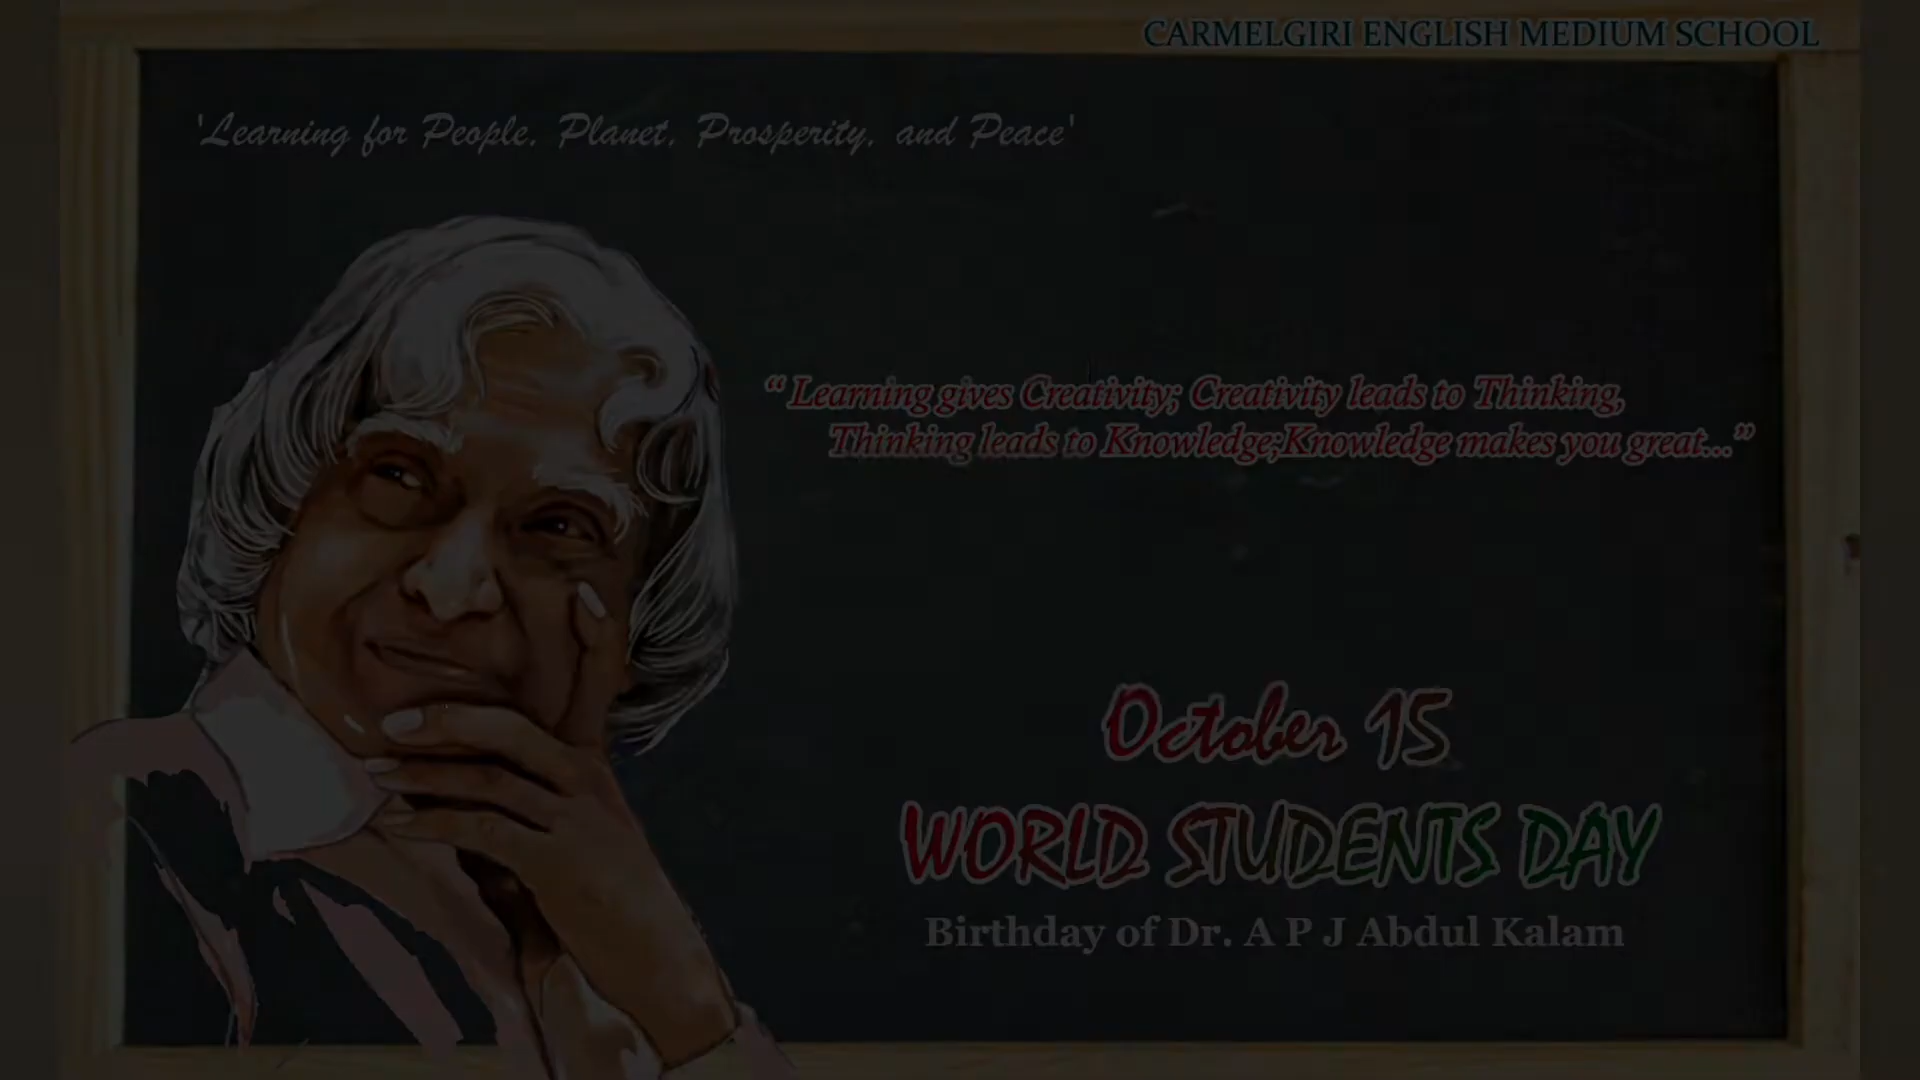 CARMELGIRI ENGLISH MEDIUM SCHOOL
'Learning for People, Planet, Prosperity, and Peace'
“ Learning gives Creativity; Creativity leads to Thinking,
Thinking leads to Knowledge;Knowledge makes you great...”
October 15
WORLD STUDENTS DAY
Birthday of Dr. A P J Abdul Kalam